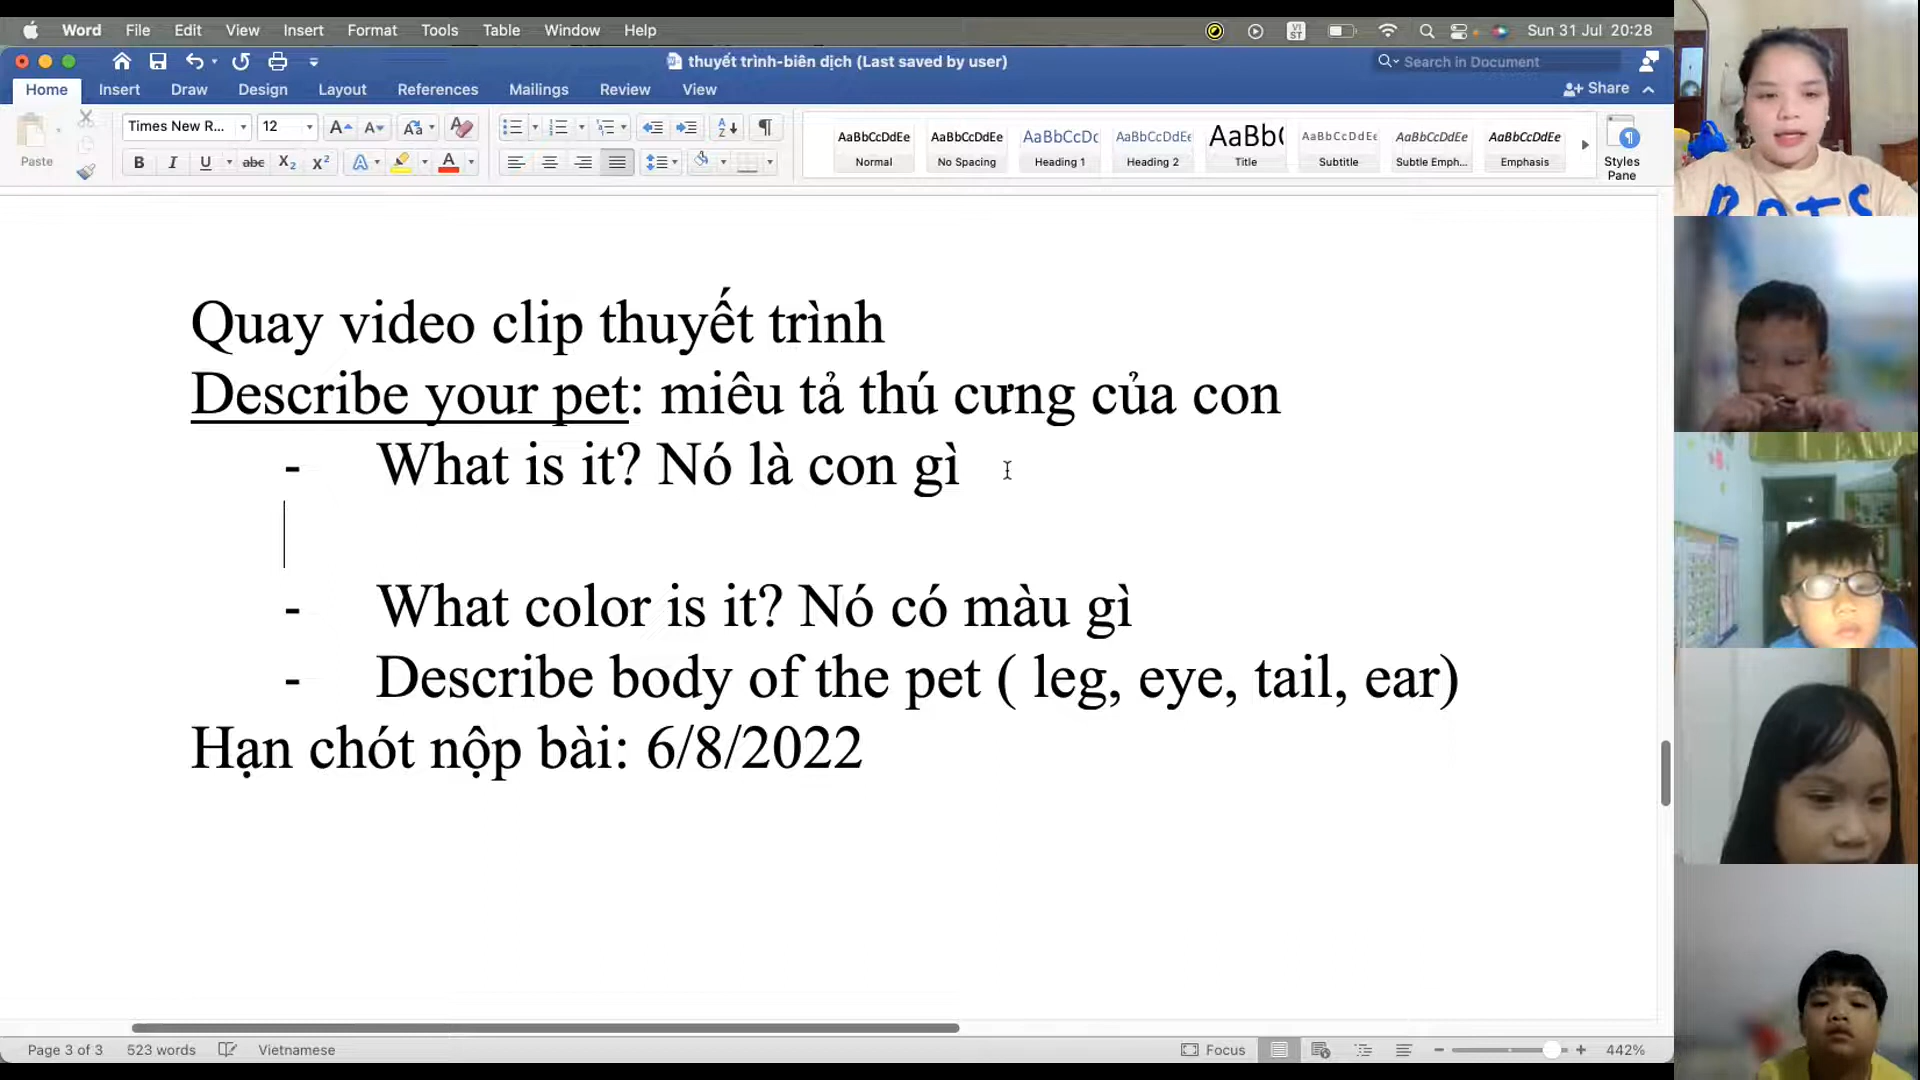 Word File Edit View Insert Format Tools Table Window Help VI ST Sun 31 Jul 20:28
thuyết trình-biên dịch (Last saved by user) Search in Document
Home Insert Draw Design Layout References Mailings Review View Share
Paste Times New R... 12
AaBbCcDdEe AaBbCcDdEe AaBbCcDc AaBbCcDdEe AaBb( AaBbCcDdEe AaBbCcDdEe AaBbCcDdEe
Normal No Spacing Heading 1 Heading 2 Title Subtitle Subtle Emph... Emphasis Styles Pane
Quay video clip thuyết trình
Describe your pet: miêu tả thú cưng của con
- What is it? Nó là con gì
- What color is it? Nó có màu gì
- Describe body of the pet ( leg, eye, tail, ear)
Hạn chót nộp bài: 6/8/2022
Page 3 of 3 523 words Vietnamese Focus 442%